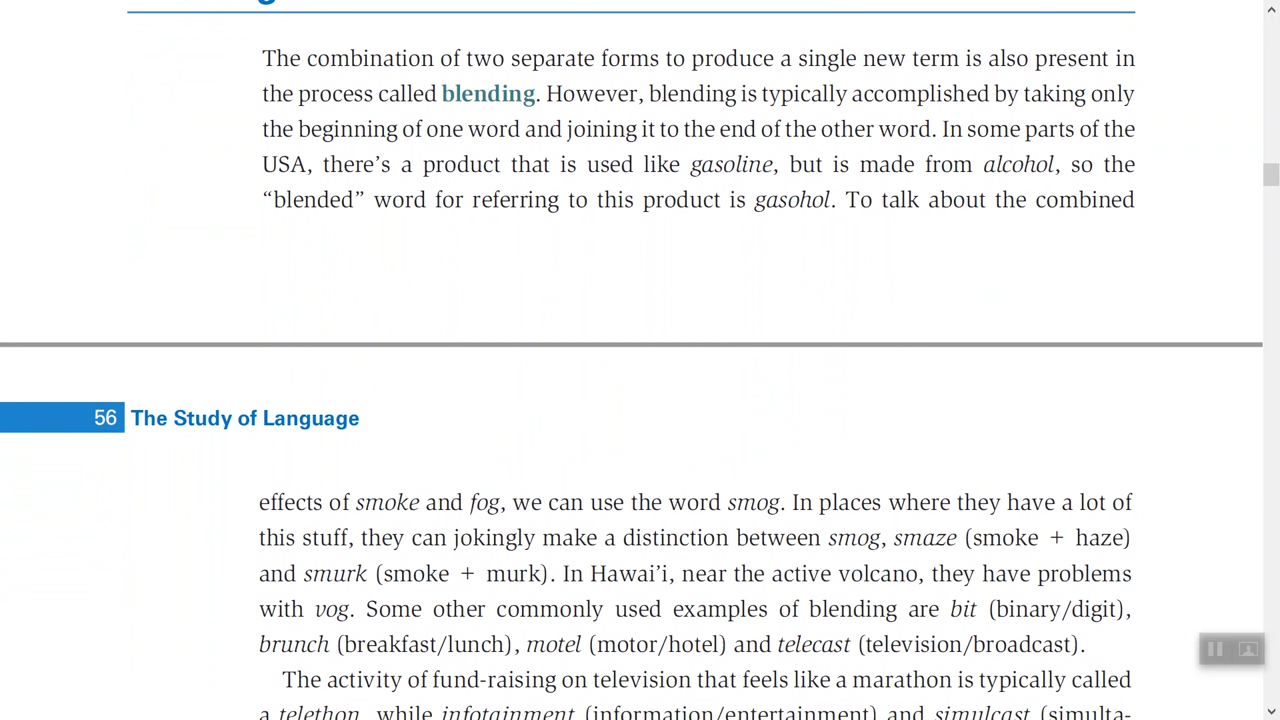 The combination of two separate forms to produce a single new term is also present in
the process called blending. However, blending is typically accomplished by taking only
the beginning of one word and joining it to the end of the other word. In some parts of the
USA, there’s a product that is used like gasoline, but is made from alcohol, so the
“blended” word for referring to this product is gasohol. To talk about the combined
56 The Study of Language
effects of smoke and fog, we can use the word smog. In places where they have a lot of
this stuff, they can jokingly make a distinction between smog, smaze (smoke + haze)
and smurk (smoke + murk). In Hawai’i, near the active volcano, they have problems
with vog. Some other commonly used examples of blending are bit (binary/digit),
brunch (breakfast/lunch), motel (motor/hotel) and telecast (television/broadcast).
The activity of fund-raising on television that feels like a marathon is typically called
a telethon, while infotainment (information/entertainment) and simulcast (simulta-